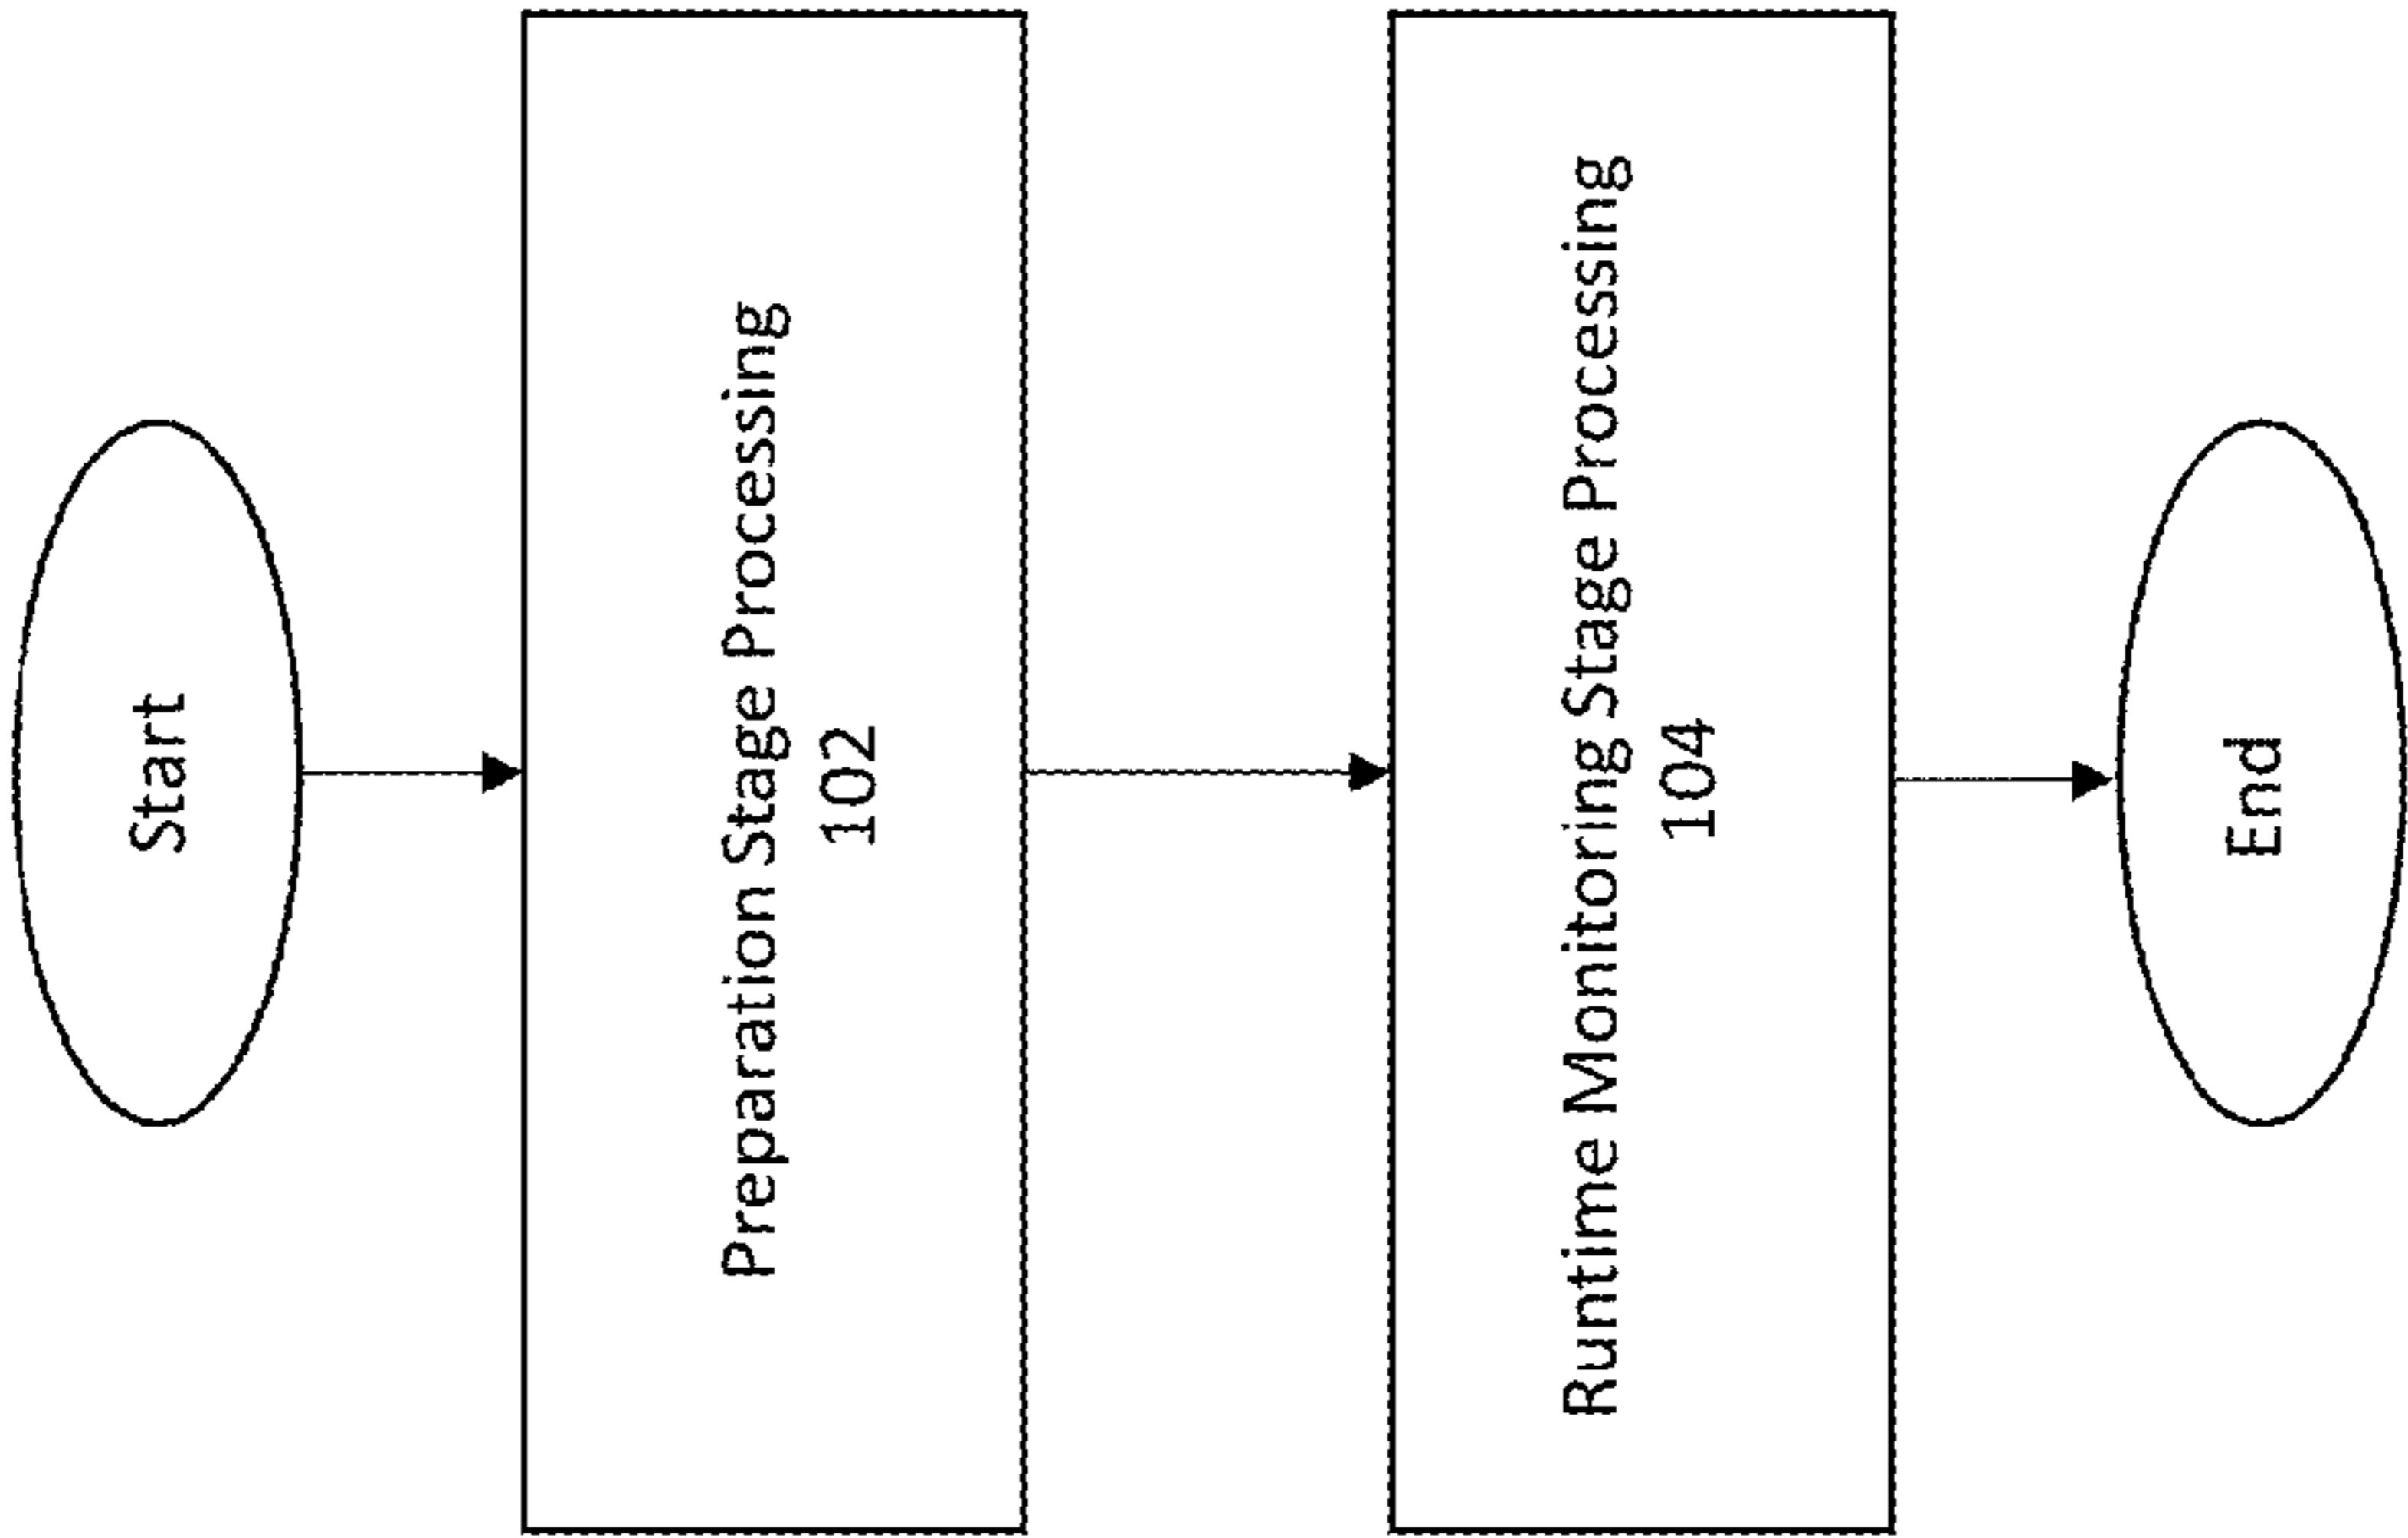 Start
Preparation Stage Processing
102
Runtime Monitoring Stage Processing
104
End